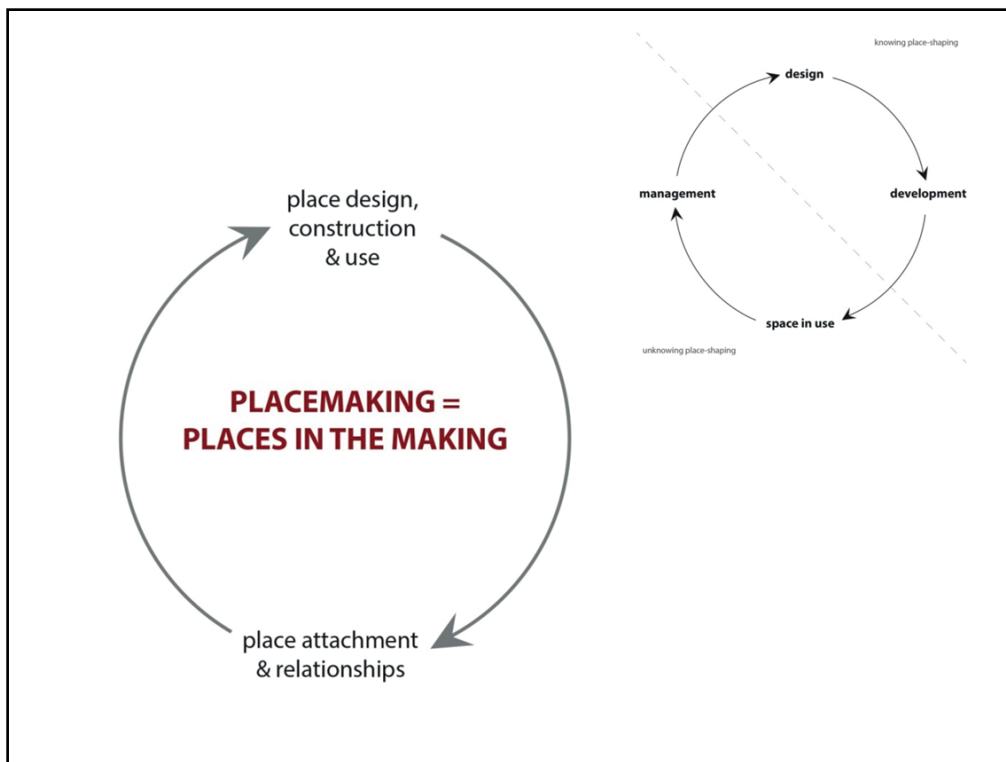 knowing place-shaping
design
management
development
space in use
unknowing place-shaping
place design,
construction
& use
PLACEMAKING =
PLACES IN THE MAKING
place attachment
& relationships